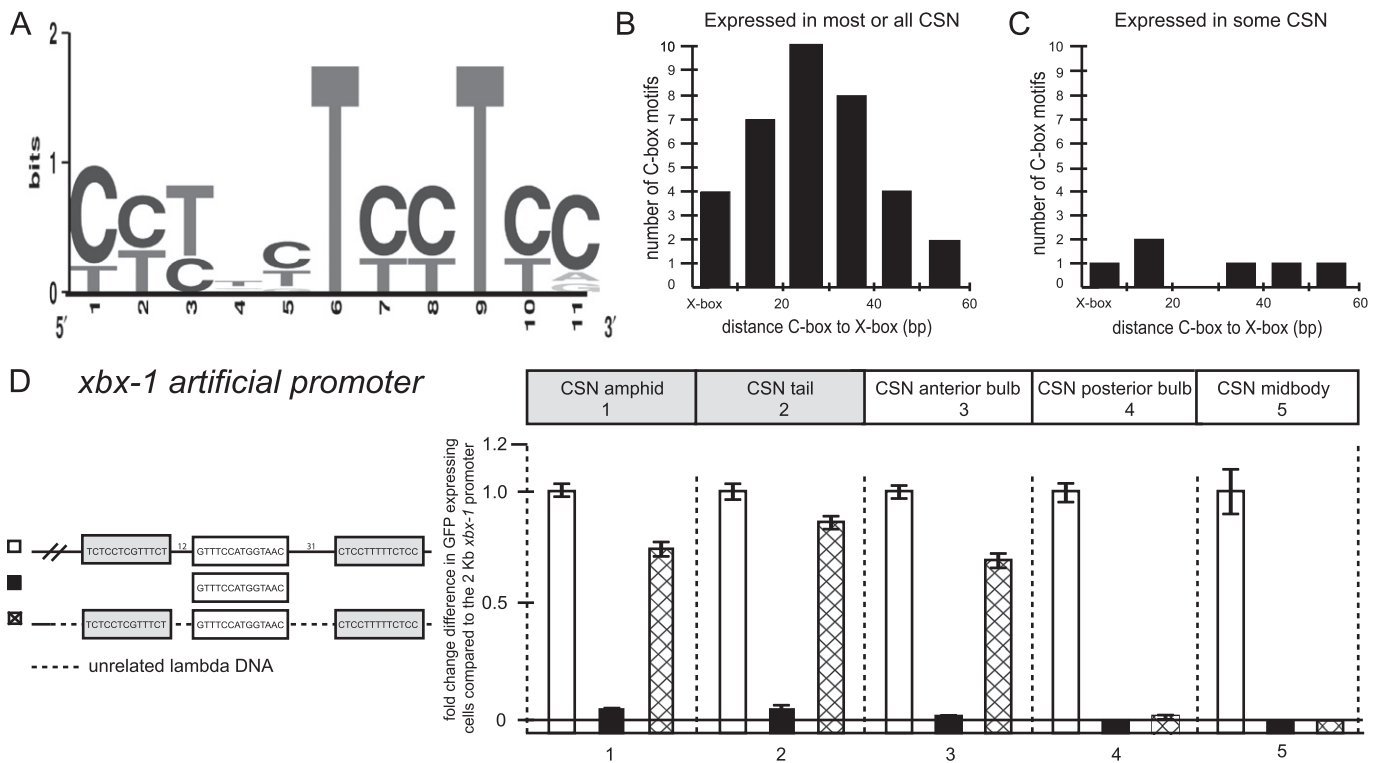 A
2
bits
1
0
C C T C T C C T C C
T T C T T T T A
G
1 2 3 4 5 6 7 8 9 10 11
5' 3'
B
Expressed in most or all CSN
number of C-box motifs
10
9
8
7
6
5
4
3
2
1
0
X-box 20 40 60
distance C-box to X-box (bp)
C
Expressed in some CSN
number of C-box motifs
10
9
8
7
6
5
4
3
2
1
0
X-box 20 40 60
distance C-box to X-box (bp)
D xbx-1 artificial promoter
TCTCCTCGTTTCT 12 GTTTCCATGGTAAC 31 CTCCTTTTTCTCC
GTTTCCATGGTAAC
TCTCCTCGTTTCT GTTTCCATGGTAAC CTCCTTTTTCTCC
unrelated lambda DNA
fold change difference in GFP expressing
cells compared to the 2 Kb xbx-1 promoter
CSN amphid
1
CSN tail
2
CSN anterior bulb
3
CSN posterior bulb
4
CSN midbody
5
1.2
1.0
0.5
0
1 2 3 4 5